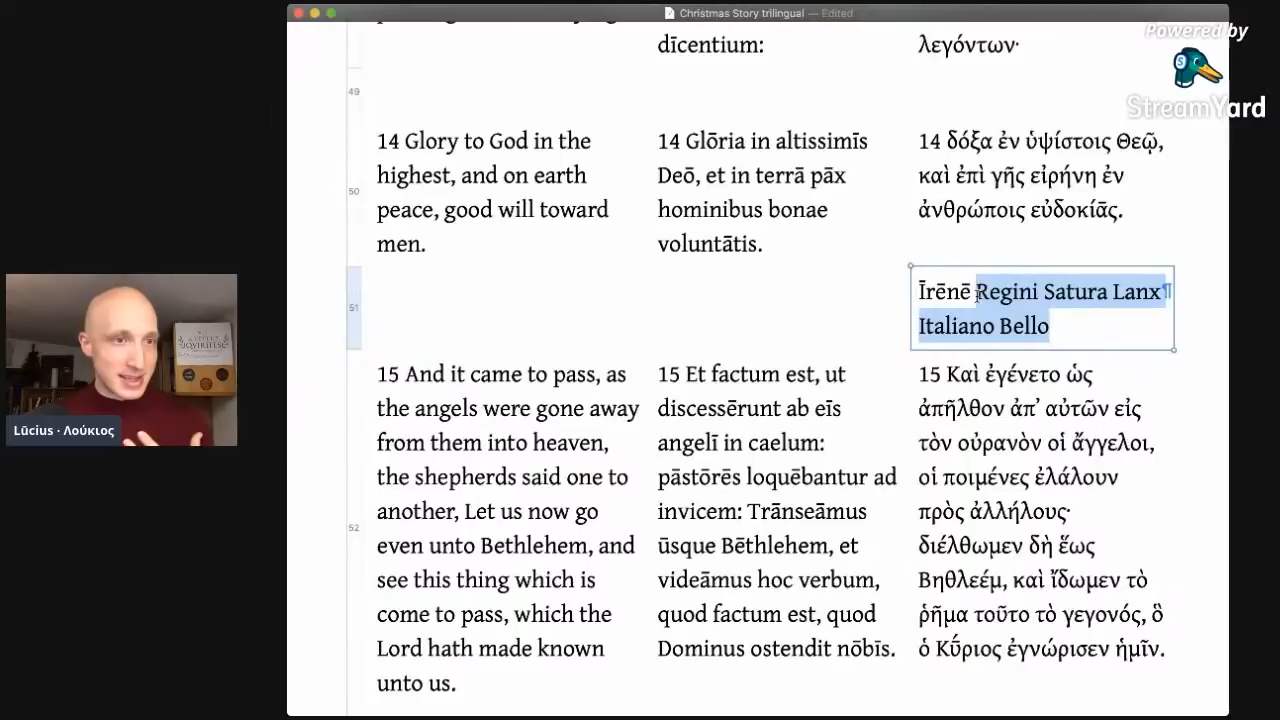 Christmas Story trilingual — Edited
Powered by
StreamYard
dīcentium:
λεγόντων·
49
14 Glory to God in the
highest, and on earth
peace, good will toward
men.
14 Glōria in altissimīs
Deō, et in terrā pāx
hominibus bonae
voluntātis.
14 δόξα ἐν ὑψίστοις Θεῷ,
καὶ ἐπὶ γῆς εἰρήνη ἐν
ἀνθρώποις εὐδοκίᾱς.
50
Īrēnē Regini Satura Lanx¶
Italiano Bello
51
15 And it came to pass, as
the angels were gone away
from them into heaven,
the shepherds said one to
another, Let us now go
even unto Bethlehem, and
see this thing which is
come to pass, which the
Lord hath made known
unto us.
15 Et factum est, ut
discessērunt ab eīs
angelī in caelum:
pāstōrēs loquēbantur ad
invicem: Trānseāmus
ūsque Bēthlehem, et
videāmus hoc verbum,
quod factum est, quod
Dominus ostendit nōbīs.
15 Καὶ ἐγένετο ὡς
ἀπῆλθον ἀπ’ αὐτῶν εἰς
τὸν οὐρανὸν οἱ ἄγγελοι,
οἱ ποιμένες ἐλάλουν
πρὸς ἀλλήλους·
διέλθωμεν δὴ ἕως
Βηθλεέμ, καὶ ἴδωμεν τὸ
ῥῆμα τοῦτο τὸ γεγονός, ὃ
ὁ Κῡ́ριος ἐγνώρισεν ἡμῖν.
52
Lūcius · Λούκιος